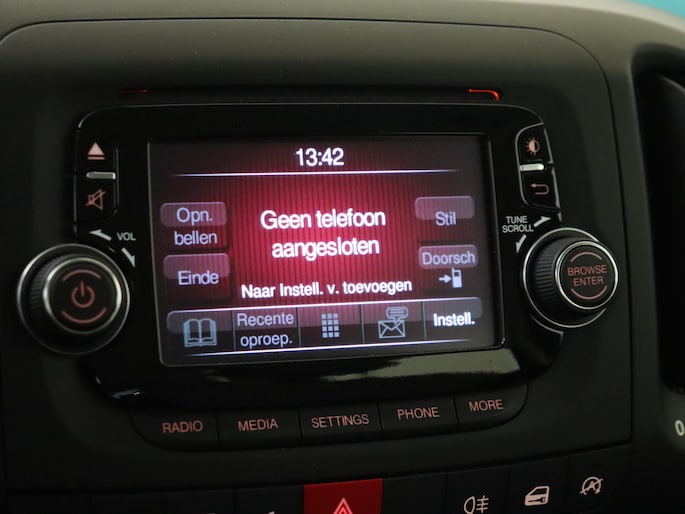 13:42
Opn.
bellen
Geen telefoon
aangesloten
Stil
Einde
Doorsch
Naar Instell. v. toevoegen
Recente
oproep.
Instell.
VOL
TUNE
SCROLL
BROWSE
ENTER
RADIO
MEDIA
SETTINGS
PHONE
MORE
0